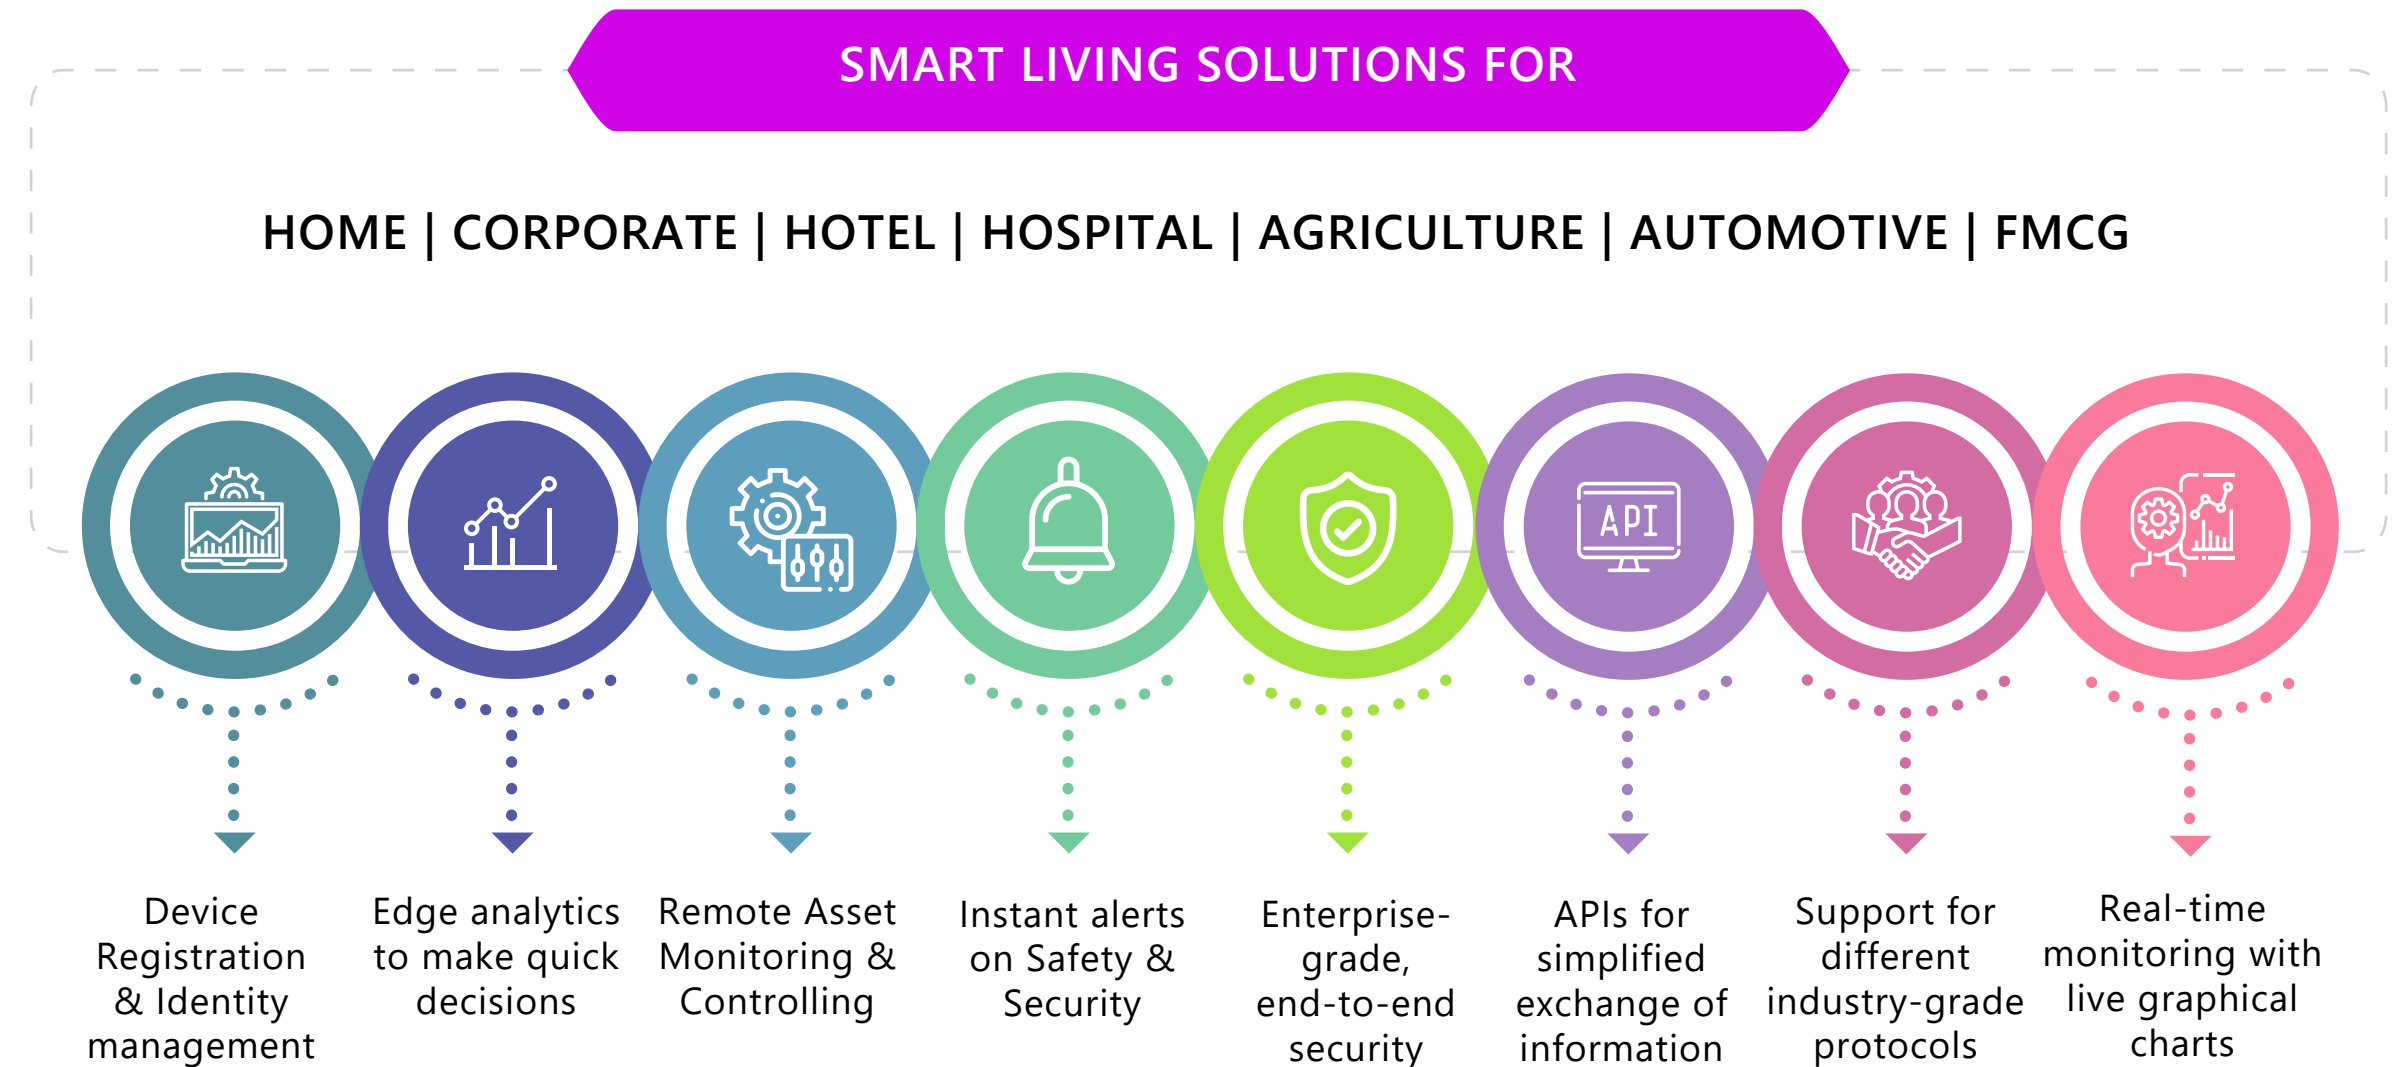 SMART LIVING SOLUTIONS FOR
HOME | CORPORATE | HOTEL | HOSPITAL | AGRICULTURE | AUTOMOTIVE | FMCG
API
Device
Registration
& Identity
management
Edge analytics
to make quick
decisions
Remote Asset
Monitoring &
Controlling
Instant alerts
on Safety &
Security
Enterprise-
grade,
end-to-end
security
APIs for
simplified
exchange of
information
Support for
different
industry-grade
protocols
Real-time
monitoring with
live graphical
charts